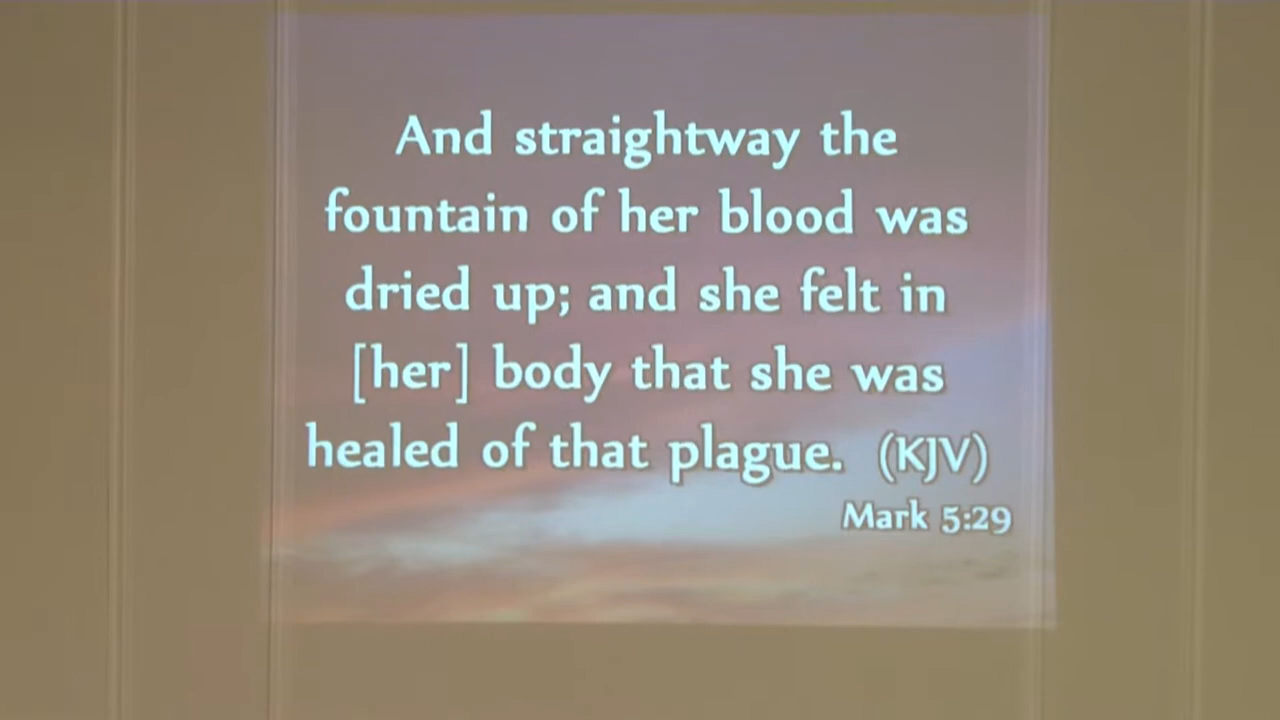 And straightway the
fountain of her blood was
dried up; and she felt in
[her] body that she was
healed of that plague. (KJV)
Mark 5:29